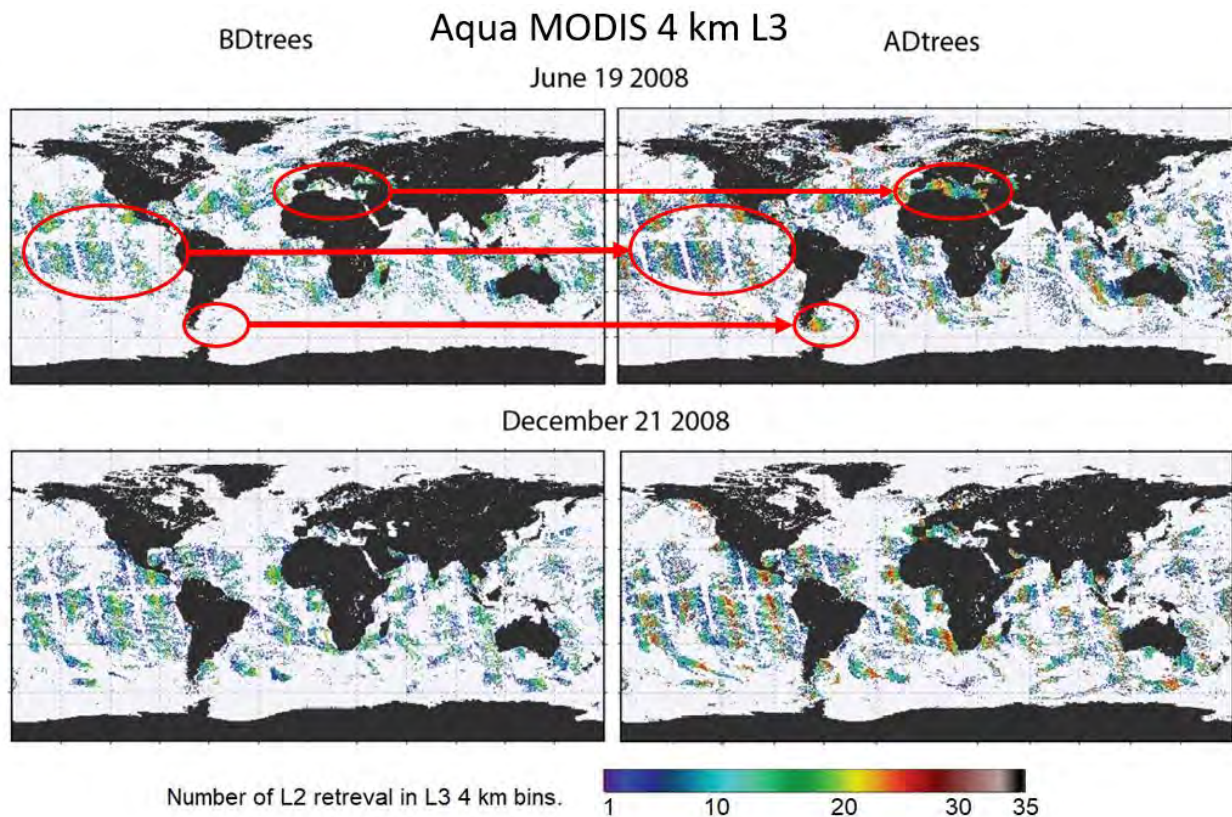 Aqua MODIS 4 km L3
BDtrees
ADtrees
June 19 2008
December 21 2008
Number of L2 retreval in L3 4 km bins.
1 10 20 30 35